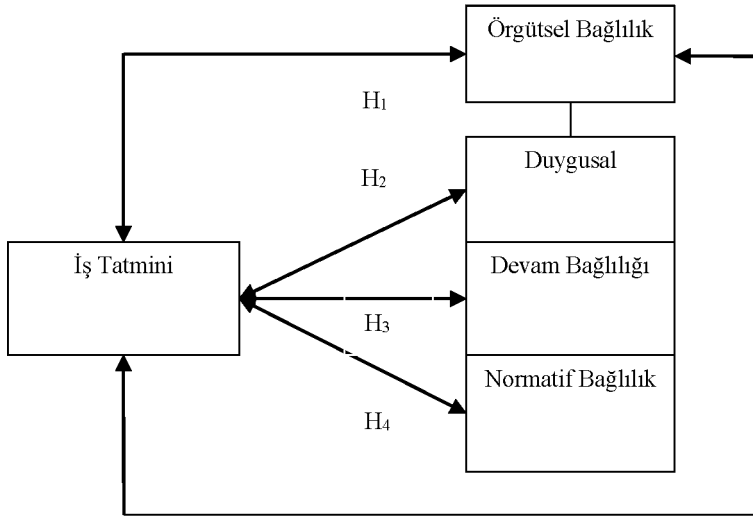 Örgütsel Bağlılık
H1
H2
Duygusal
İş Tatmini
Devam Bağlılığı
H3
Normatif Bağlılık
H4